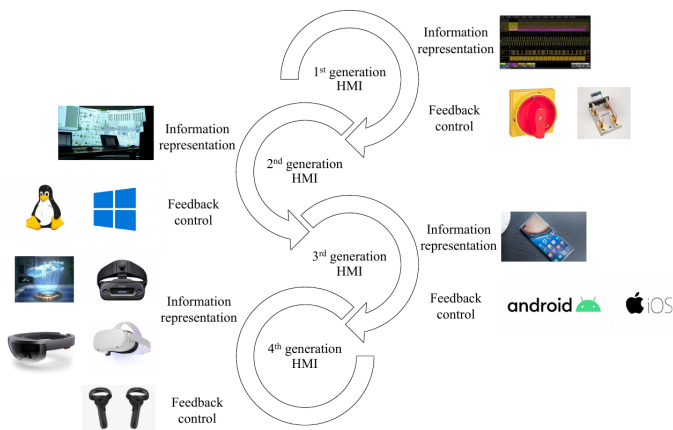 1st generation
HMI
Information
representation
Feedback
control
2nd generation
HMI
Information
representation
Feedback
control
3rd generation
HMI
Information
representation
Feedback
control
android
iOS
4th generation
HMI
Information
representation
Feedback
control